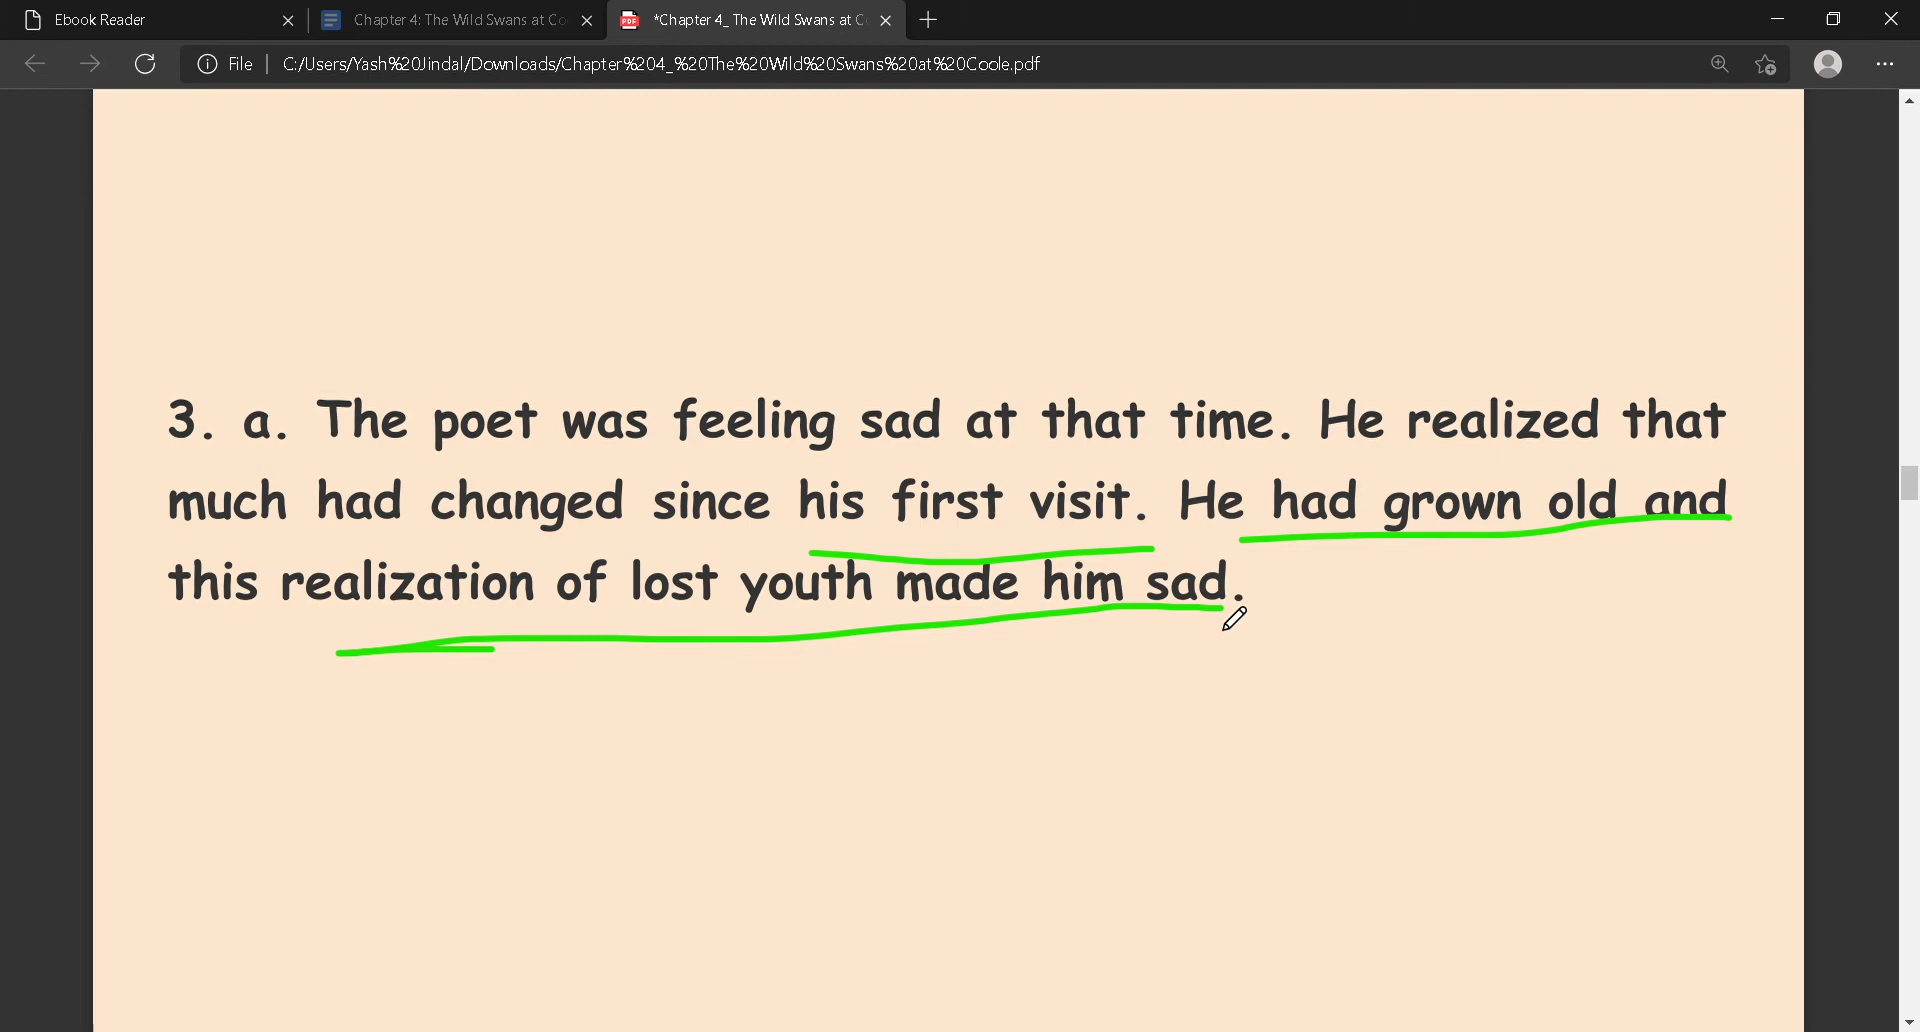 Ebook Reader
Chapter 4: The Wild Swans at Co
*Chapter 4_ The Wild Swans at C
File
C:/Users/Yash%20Jindal/Downloads/Chapter%204_%20The%20Wild%20Swans%20at%20Coole.pdf
3. a. The poet was feeling sad at that time. He realized that
much had changed since his first visit. He had grown old and
this realization of lost youth made him sad.